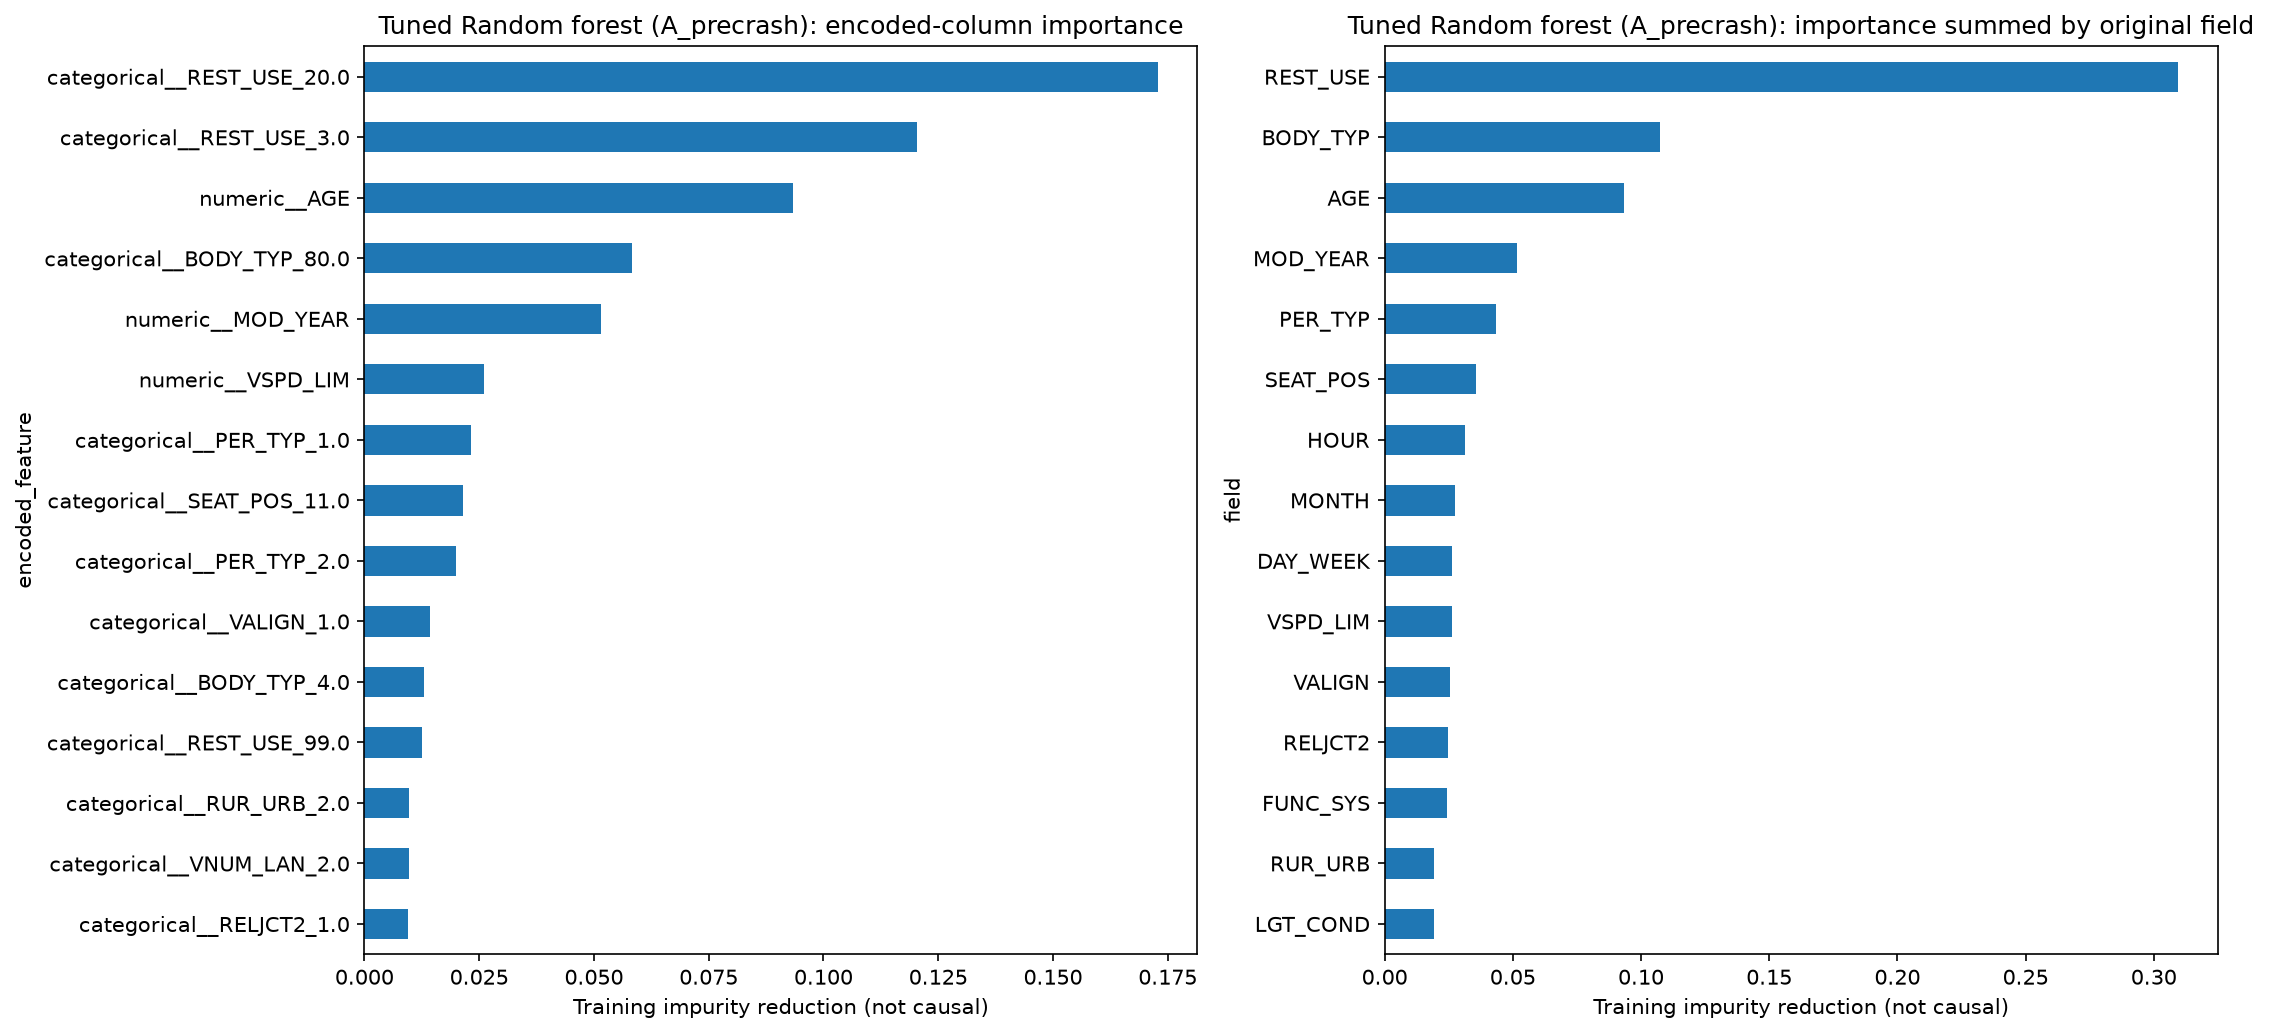 Tuned Random forest (A_precrash): encoded-column importance
encoded_feature
categorical__REST_USE_20.0
categorical__REST_USE_3.0
numeric__AGE
categorical__BODY_TYP_80.0
numeric__MOD_YEAR
numeric__VSPD_LIM
categorical__PER_TYP_1.0
categorical__SEAT_POS_11.0
categorical__PER_TYP_2.0
categorical__VALIGN_1.0
categorical__BODY_TYP_4.0
categorical__REST_USE_99.0
categorical__RUR_URB_2.0
categorical__VNUM_LAN_2.0
categorical__RELJCT2_1.0
0.000 0.025 0.050 0.075 0.100 0.125 0.150 0.175
Training impurity reduction (not causal)
Tuned Random forest (A_precrash): importance summed by original field
field
REST_USE
BODY_TYP
AGE
MOD_YEAR
PER_TYP
SEAT_POS
HOUR
MONTH
DAY_WEEK
VSPD_LIM
VALIGN
RELJCT2
FUNC_SYS
RUR_URB
LGT_COND
0.00 0.05 0.10 0.15 0.20 0.25 0.30
Training impurity reduction (not causal)